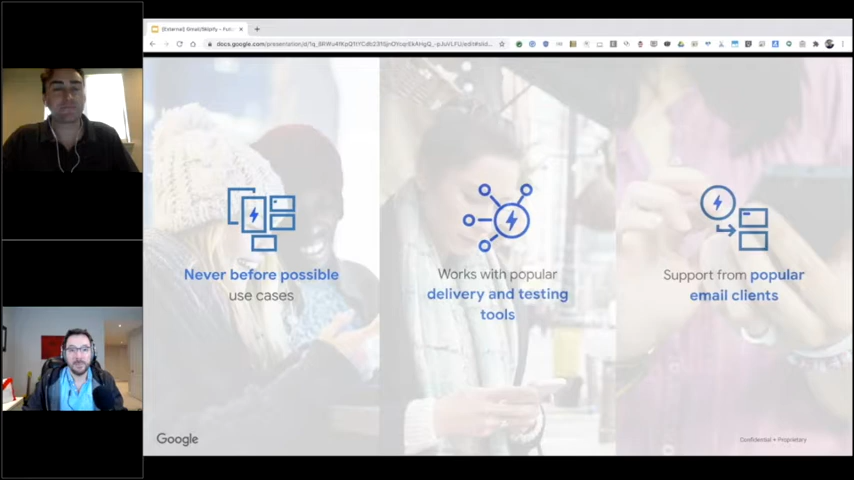 Never before possible
use cases
Works with popular
delivery and testing
tools
Support from popular
email clients
Google
Confidential + Proprietary